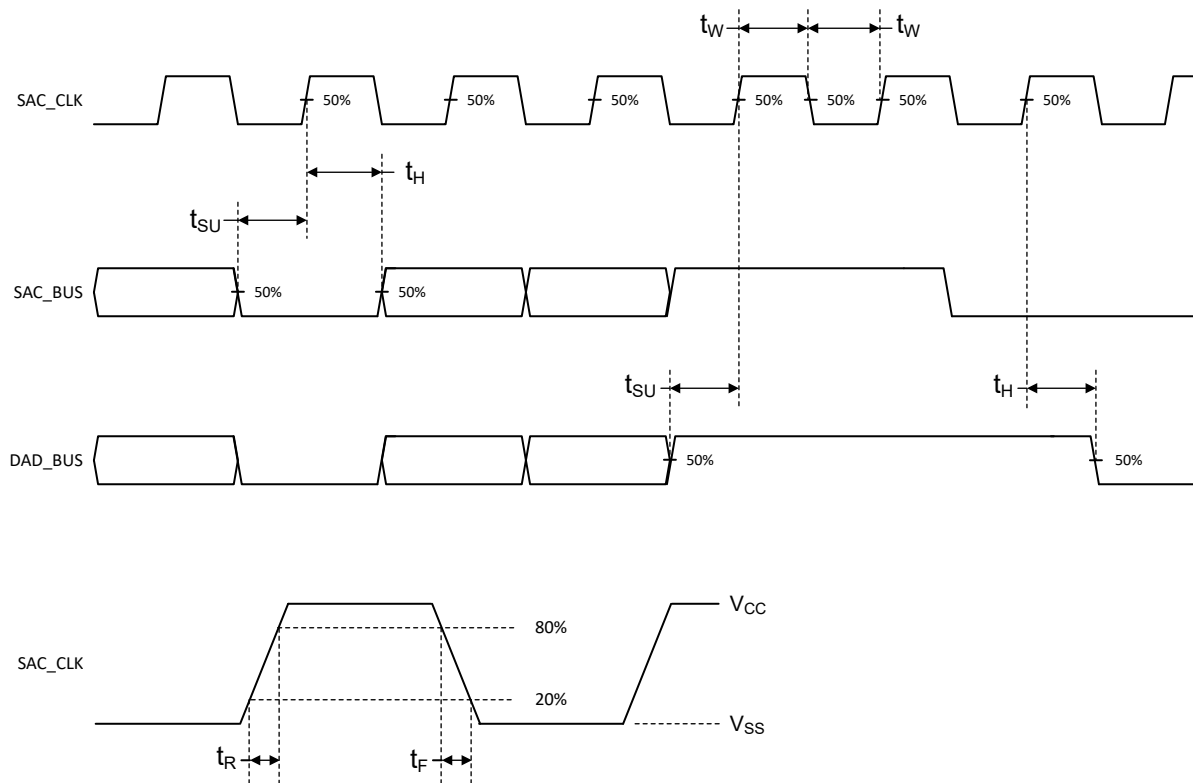 tW tW
SAC_CLK 50% 50% 50% 50% 50% 50% 50%
tH
tSU
SAC_BUS 50% 50%
tSU tH
DAD_BUS 50% 50%
VCC
80%
SAC_CLK
20%
VSS
tR tF